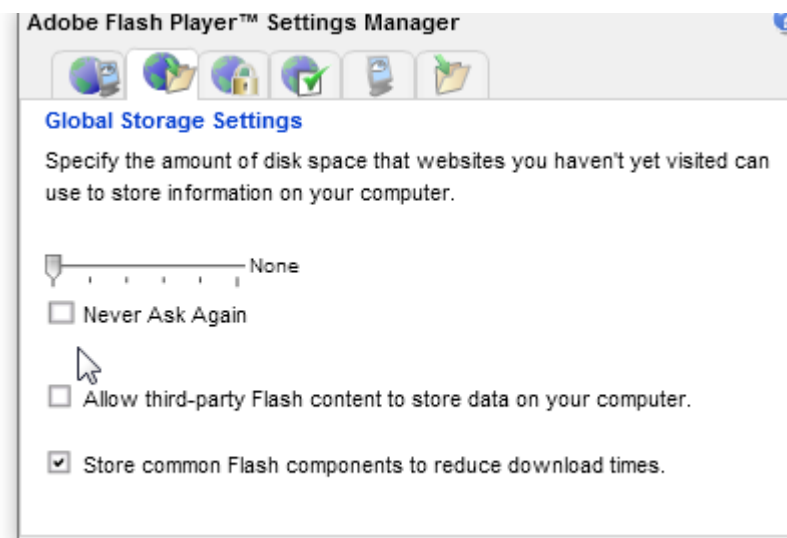 Adobe Flash Player™ Settings Manager
Global Storage Settings
Specify the amount of disk space that websites you haven't yet visited can
use to store information on your computer.
None
Never Ask Again
Allow third-party Flash content to store data on your computer.
Store common Flash components to reduce download times.